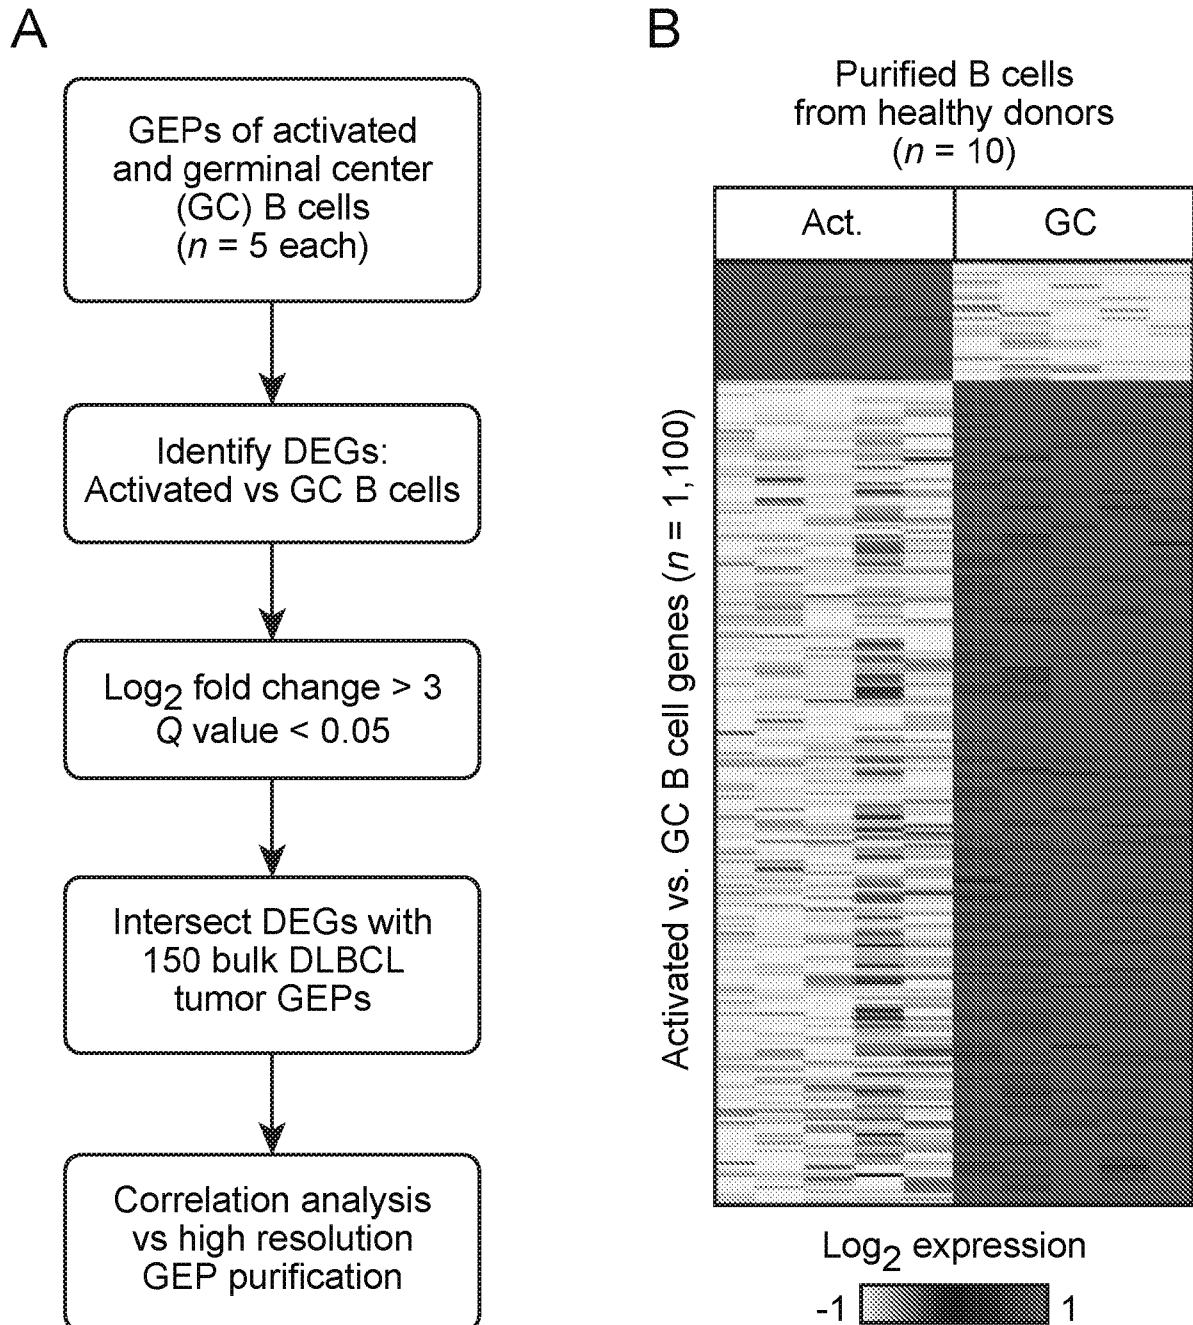 A
GEPs of activated
and germinal center
(GC) B cells
(n = 5 each)
Identify DEGs:
Activated vs GC B cells
Log2 fold change > 3
Q value < 0.05
Intersect DEGs with
150 bulk DLBCL
tumor GEPs
Correlation analysis
vs high resolution
GEP purification
B
Purified B cells
from healthy donors
(n = 10)
Act.
GC
Activated vs. GC B cell genes (n = 1,100)
Log2 expression
-1
1